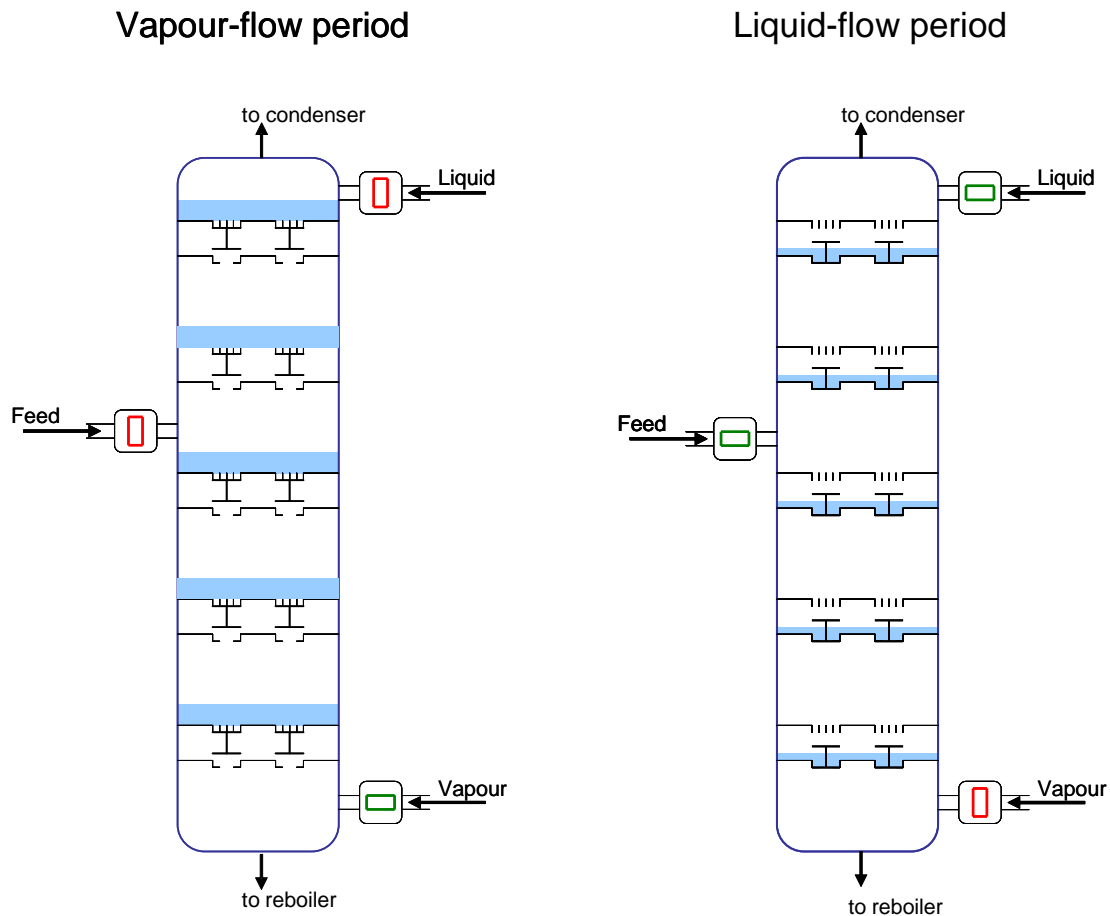 Vapour-flow period
Liquid-flow period
to condenser
Liquid
Feed
Vapour
to reboiler
to condenser
Liquid
Feed
Vapour
to reboiler